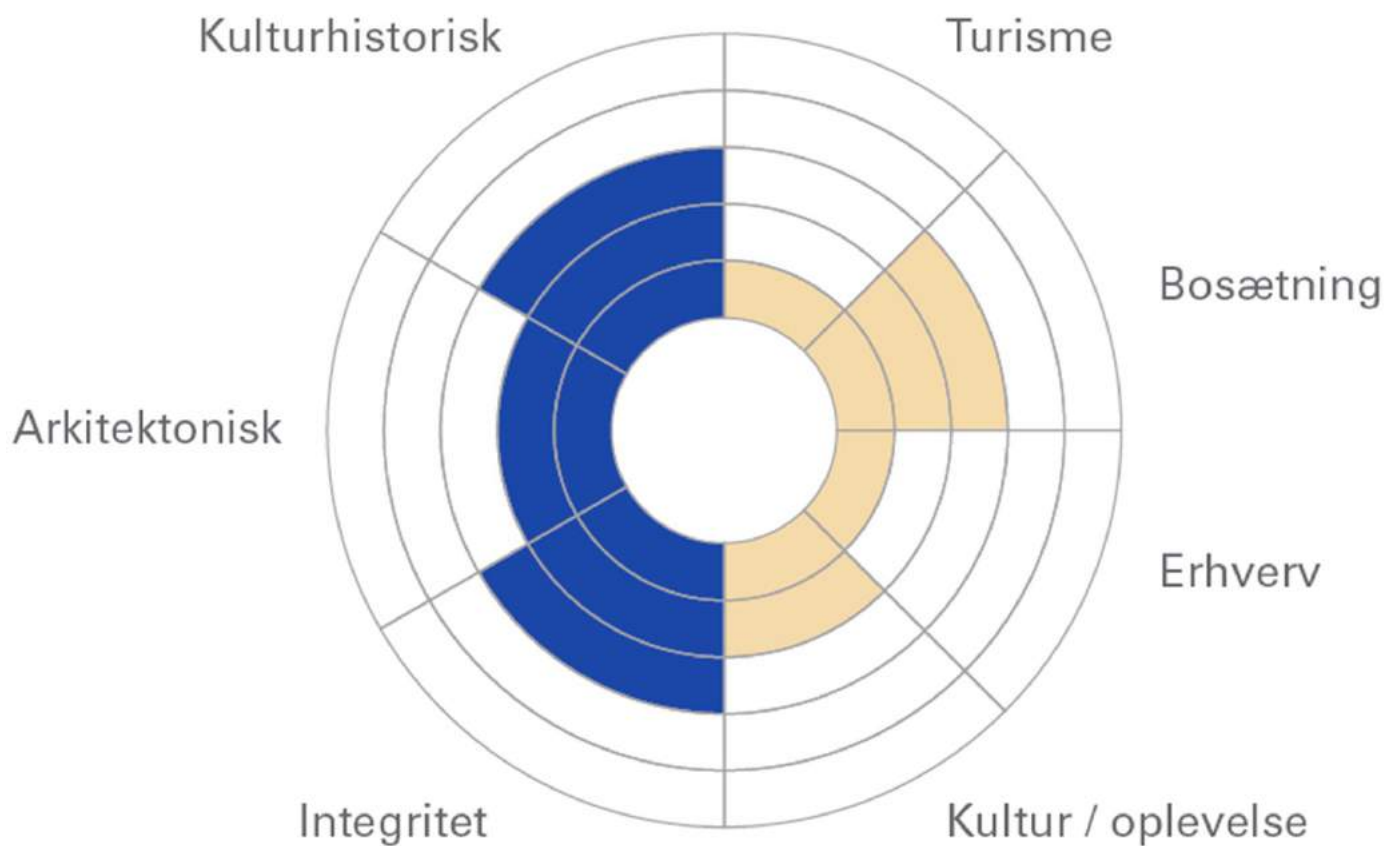 Kulturhistorisk
Turisme
Bosætning
Arkitektonisk
Erhverv
Integritet
Kultur / oplevelse